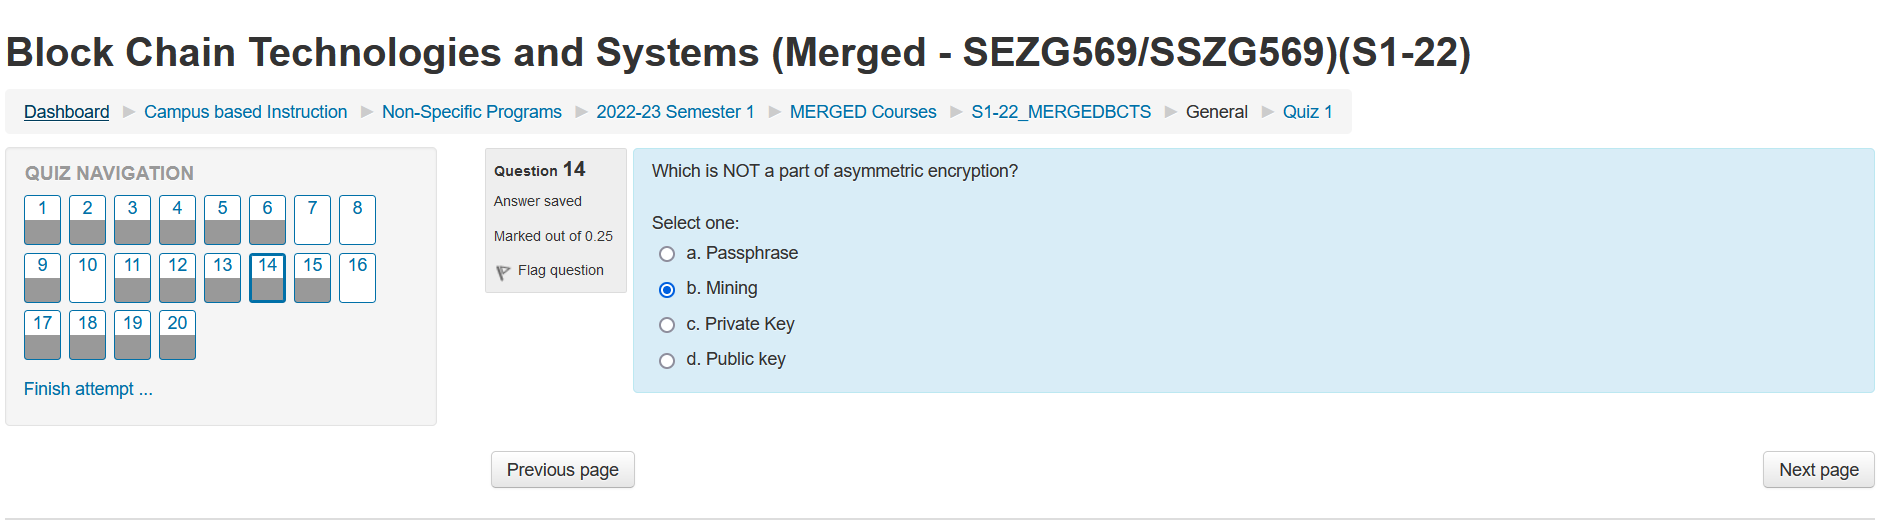 Block Chain Technologies and Systems (Merged - SEZG569/SSZG569)(S1-22)
Dashboard Campus based Instruction Non-Specific Programs 2022-23 Semester 1 MERGED Courses S1-22_MERGEDBCTS General Quiz 1
QUIZ NAVIGATION
1 2 3 4 5 6 7 8
9 10 11 12 13 14 15 16
17 18 19 20
Finish attempt ...
Question 14
Answer saved
Marked out of 0.25
Flag question
Which is NOT a part of asymmetric encryption?
Select one:
a. Passphrase
b. Mining
c. Private Key
d. Public key
Previous page
Next page